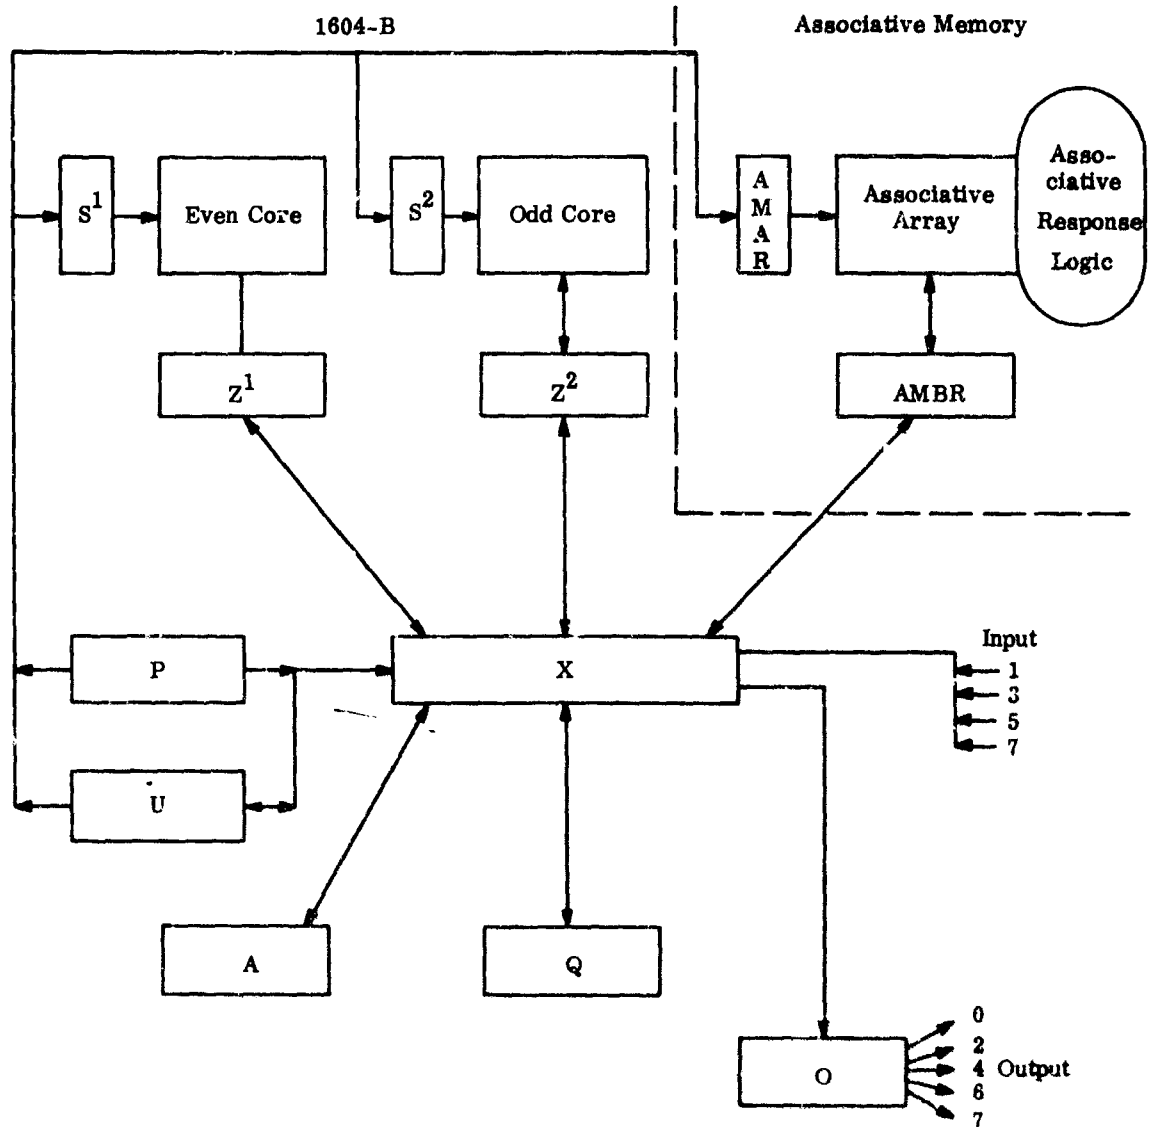 1604-B
Associative Memory
S1
Even Core
S2
Odd Core
A
M
A
R
Associative
Array
Asso-
ciative
Response
Logic
Z1
Z2
AMBR
P
X
Input
1
3
5
7
U
A
Q
O
0
2
4 Output
6
7